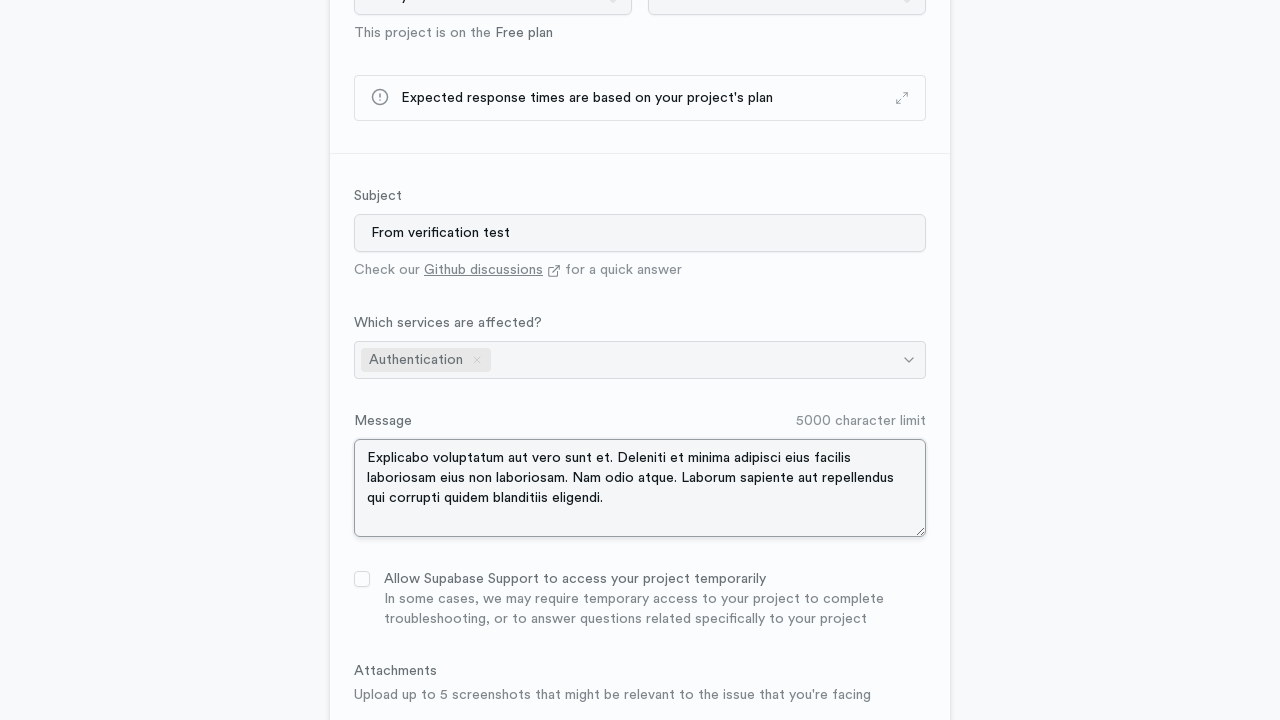 This project is on the Free plan
Expected response times are based on your project's plan
Subject
From verification test
Check our Github discussions for a quick answer
Which services are affected?
Authentication
Message
5000 character limit
Explicabo voluptatum aut vero sunt et. Deleniti et minima adipisci eius facilis
laboriosam eius non laboriosam. Nam odio atque. Laborum sapiente aut repellendus
qui corrupti quidem blanditiis eligendi.
Allow Supabase Support to access your project temporarily
In some cases, we may require temporary access to your project to complete
troubleshooting, or to answer questions related specifically to your project
Attachments
Upload up to 5 screenshots that might be relevant to the issue that you're facing